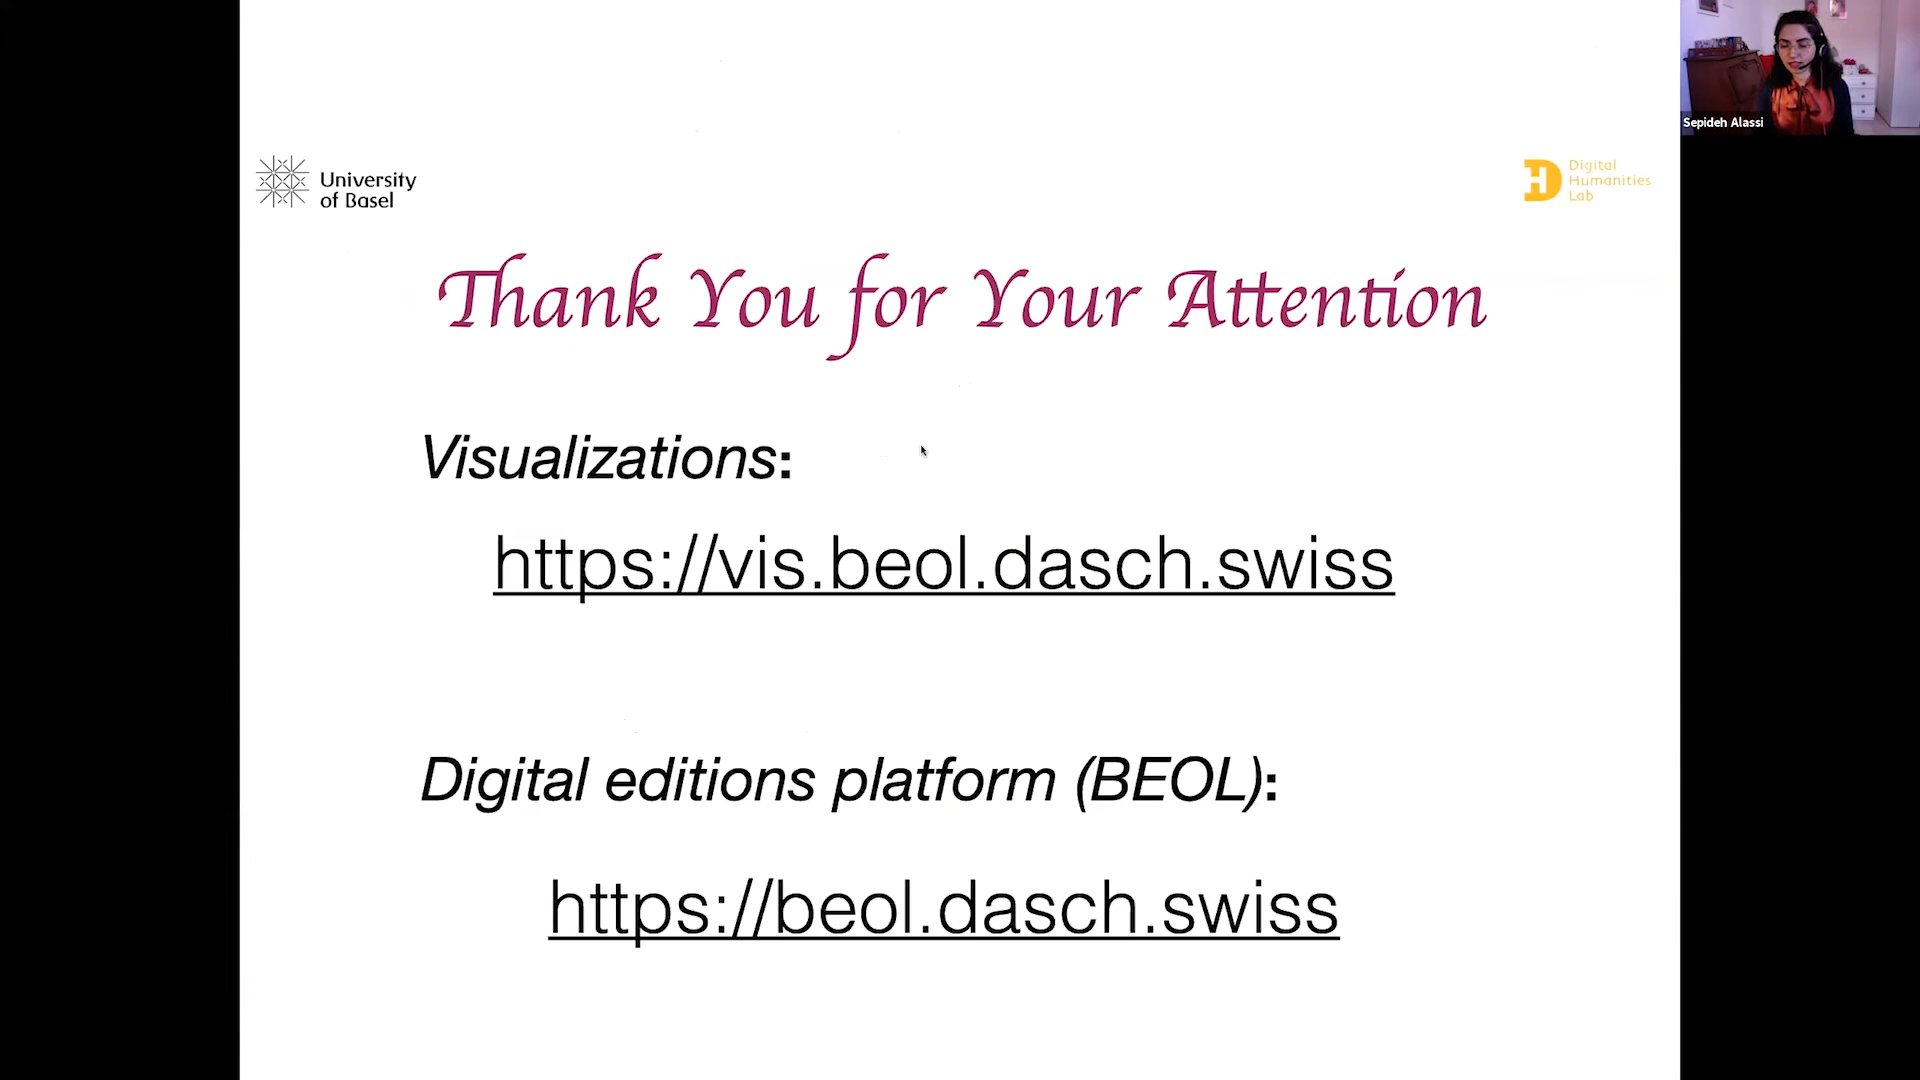 Sepideh Alassi
University
of Basel
Digital
Humanities
Lab
Thank You for Your Attention
Visualizations:
https://vis.beol.dasch.swiss
Digital editions platform (BEOL):
https://beol.dasch.swiss